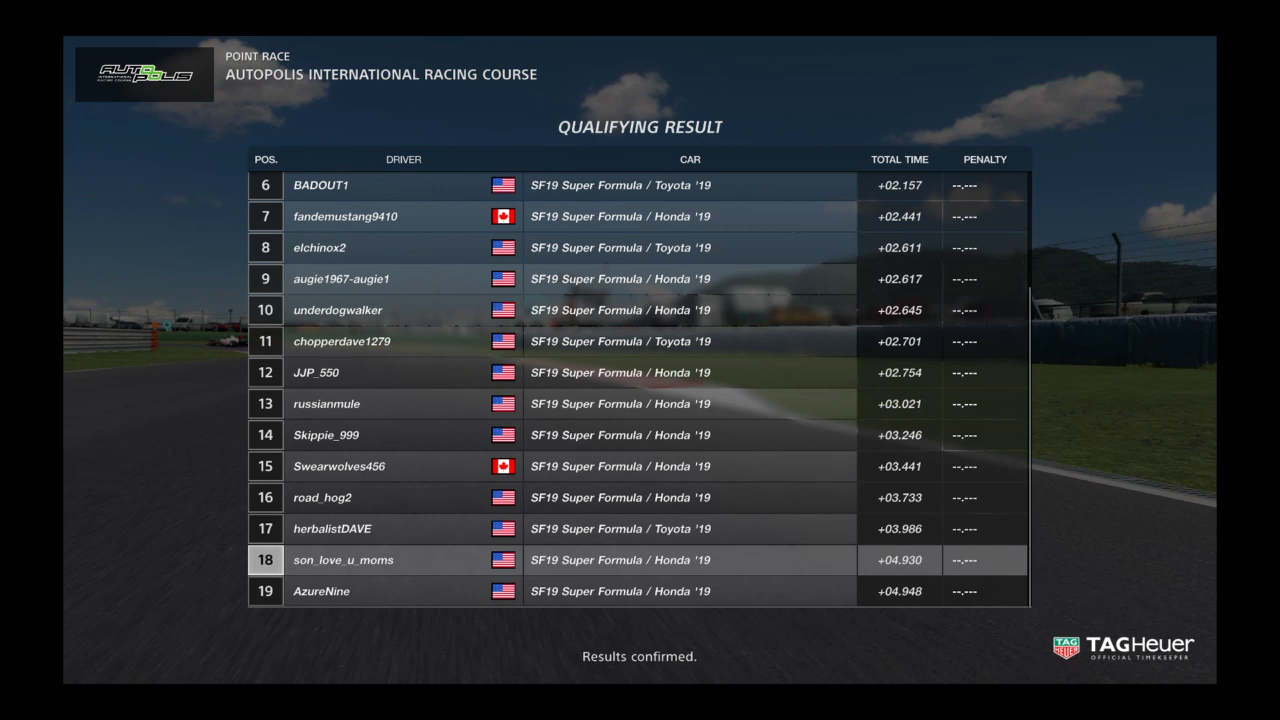 AUTOPOLIS
INTERNATIONAL
RACING COURSE
POINT RACE
AUTOPOLIS INTERNATIONAL RACING COURSE
QUALIFYING RESULT
POS. DRIVER CAR TOTAL TIME PENALTY
6 BADOUT1 SF19 Super Formula / Toyota '19 +02.157 --.---
7 fandemustang9410 SF19 Super Formula / Honda '19 +02.441 --.---
8 elchinox2 SF19 Super Formula / Toyota '19 +02.611 --.---
9 augie1967-augie1 SF19 Super Formula / Honda '19 +02.617 --.---
10 underdogwalker SF19 Super Formula / Honda '19 +02.645 --.---
11 chopperdave1279 SF19 Super Formula / Toyota '19 +02.701 --.---
12 JJP_550 SF19 Super Formula / Honda '19 +02.754 --.---
13 russianmule SF19 Super Formula / Honda '19 +03.021 --.---
14 Skippie_999 SF19 Super Formula / Honda '19 +03.246 --.---
15 Swearwolves456 SF19 Super Formula / Honda '19 +03.441 --.---
16 road_hog2 SF19 Super Formula / Honda '19 +03.733 --.---
17 herbalistDAVE SF19 Super Formula / Toyota '19 +03.986 --.---
18 son_love_u_moms SF19 Super Formula / Honda '19 +04.930 --.---
19 AzureNine SF19 Super Formula / Honda '19 +04.948 --.---
TAG HEUER TAGHeuer
OFFICIAL TIMEKEEPER
Results confirmed.